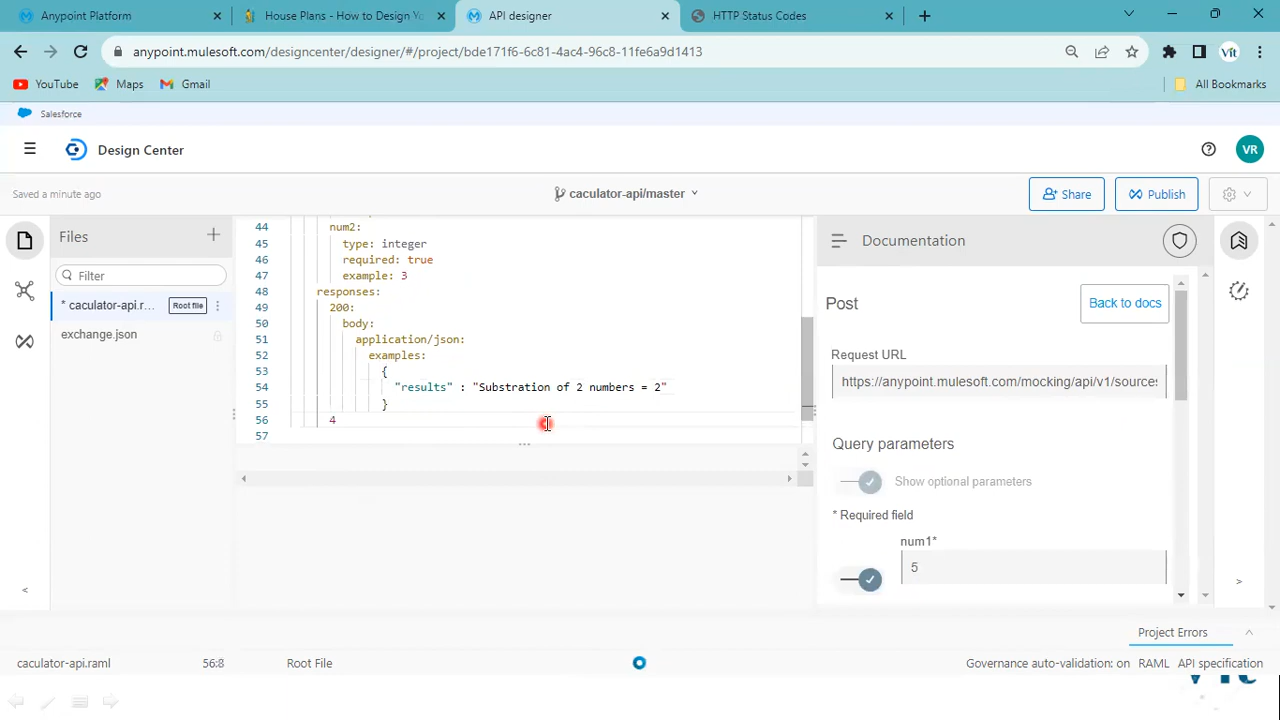 Anypoint Platform
House Plans - How to Design Yo
API designer
HTTP Status Codes
anypoint.mulesoft.com/designcenter/designer/#/project/bde171f6-6c81-4ac4-96c8-11fe6a9d1413
Vit
YouTube
Maps
Gmail
All Bookmarks
Salesforce
Design Center
VR
Saved a minute ago
caculator-api/master
Share
Publish
Files
Filter
* caculator-api.r... Root file
exchange.json
44 num2:
45 type: integer
46 required: true
47 example: 3
48 responses:
49 200:
50 body:
51 application/json:
52 examples:
53 {
54 "results" : "Substration of 2 numbers = 2"
55 }
56 4
57
Documentation
Post
Back to docs
Request URL
https://anypoint.mulesoft.com/mocking/api/v1/sources
Query parameters
Show optional parameters
* Required field
num1*
5
Project Errors
caculator-api.raml
56:8
Root File
Governance auto-validation: on
RAML
API specification